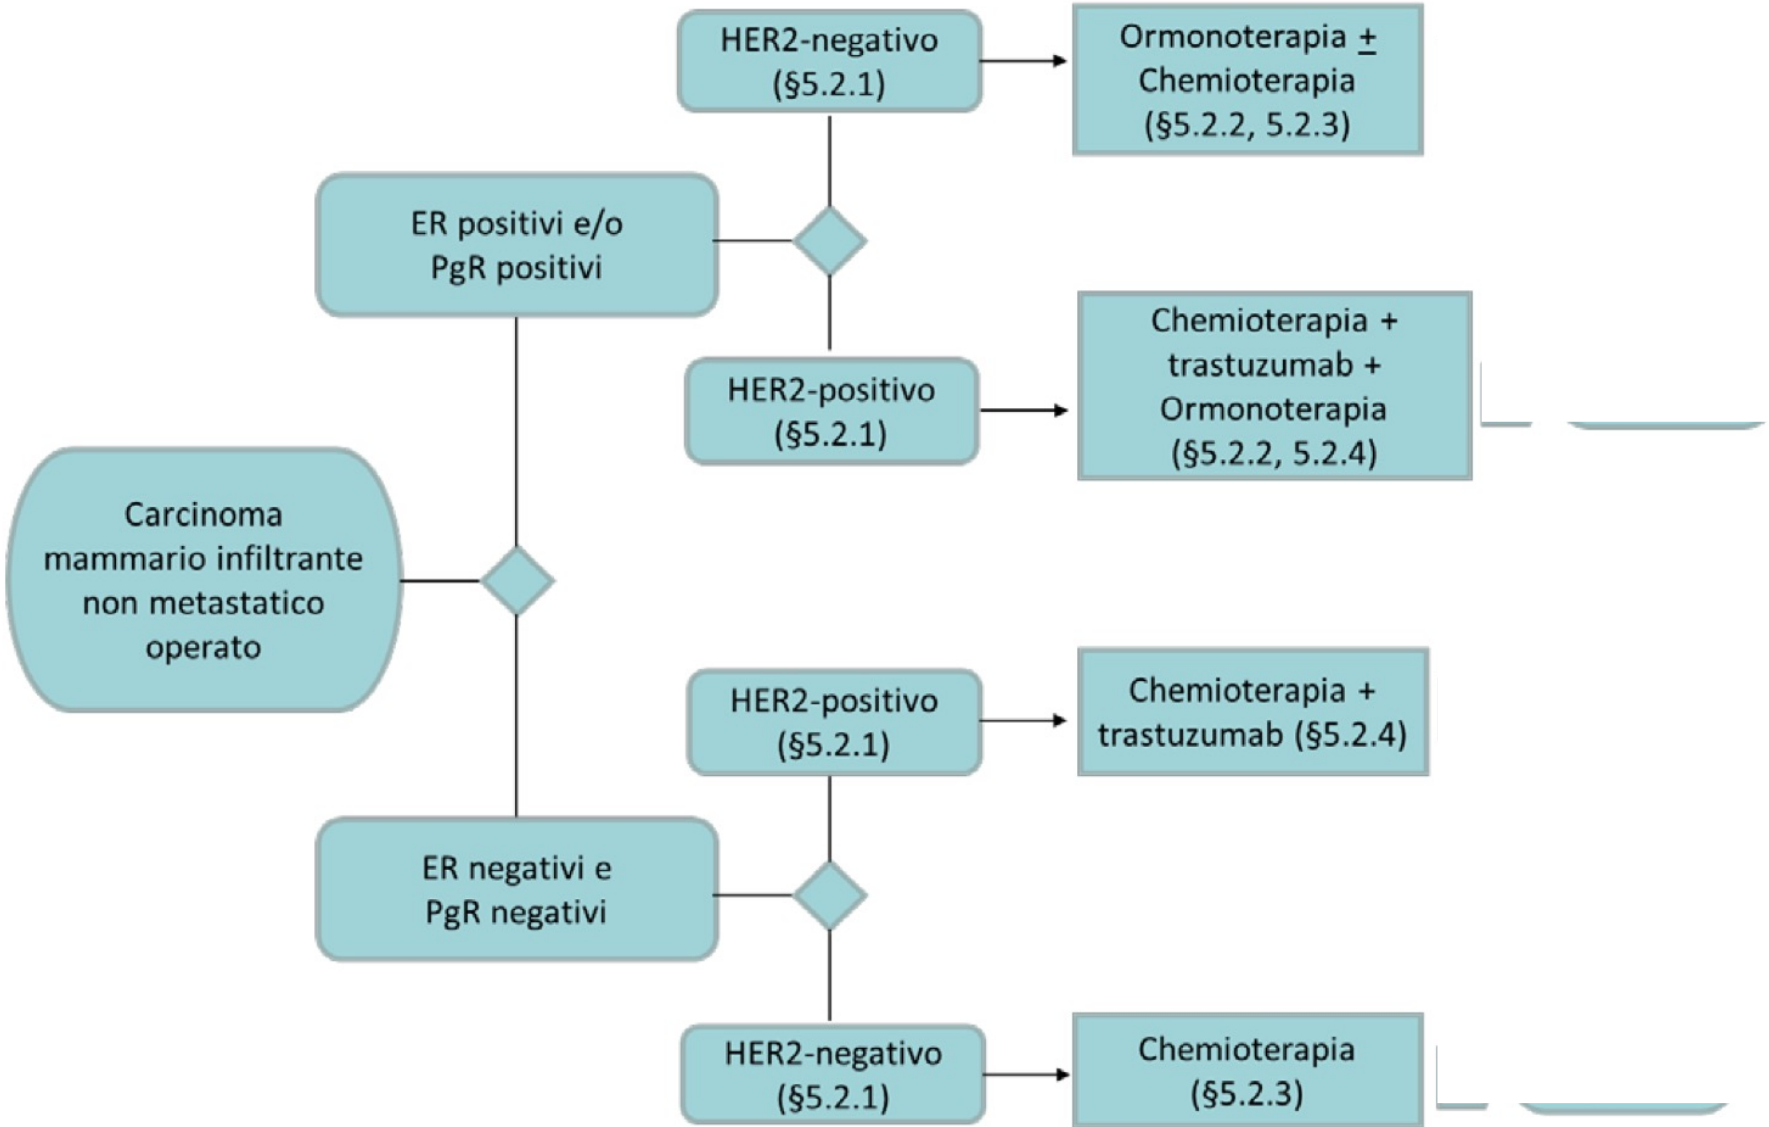 HER2-negativo
(§5.2.1)
Ormonoterapia ±
Chemioterapia
(§5.2.2, 5.2.3)
ER positivi e/o
PgR positivi
HER2-positivo
(§5.2.1)
Chemioterapia +
trastuzumab +
Ormonoterapia
(§5.2.2, 5.2.4)
Carcinoma
mammario infiltrante
non metastatico
operato
HER2-positivo
(§5.2.1)
Chemioterapia +
trastuzumab (§5.2.4)
ER negativi e
PgR negativi
HER2-negativo
(§5.2.1)
Chemioterapia
(§5.2.3)